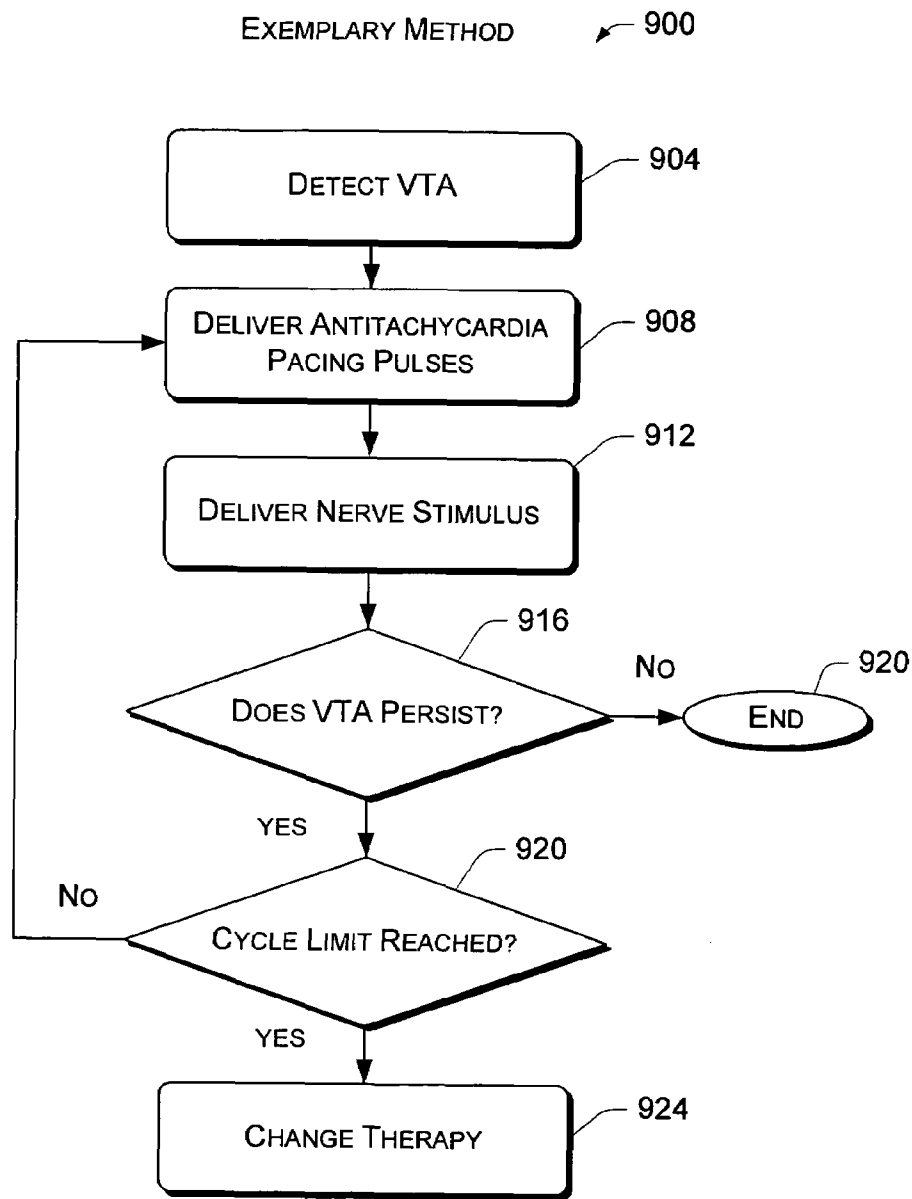 EXEMPLARY METHOD 900
DETECT VTA
904
DELIVER ANTITACHYCARDIA
PACING PULSES
908
DELIVER NERVE STIMULUS
912
916
DOES VTA PERSIST?
NO
920
END
YES
920
NO
CYCLE LIMIT REACHED?
YES
CHANGE THERAPY
924